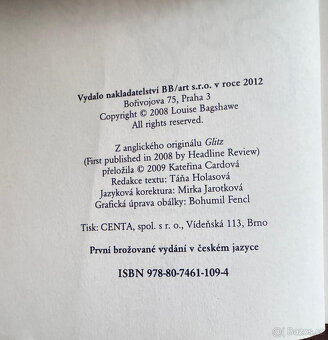 Vydalo nakladatelství BB/art s.r.o. v roce 2012
Bořivojova 75, Praha 3
Copyright © 2008 Louise Bagshawe
All rights reserved.
Z anglického originálu Glitz
(First published in 2008 by Headline Review)
přeložila © 2009 Kateřina Cardová
Redakce textu: Táňa Holasová
Jazyková korektura: Mirka Jarotková
Grafická úprava obálky: Bohumil Fencl
Tisk: CENTA, spol. s r. o., Vídeňská 113, Brno
První brožované vydání v českém jazyce
ISBN 978-80-7461-109-4